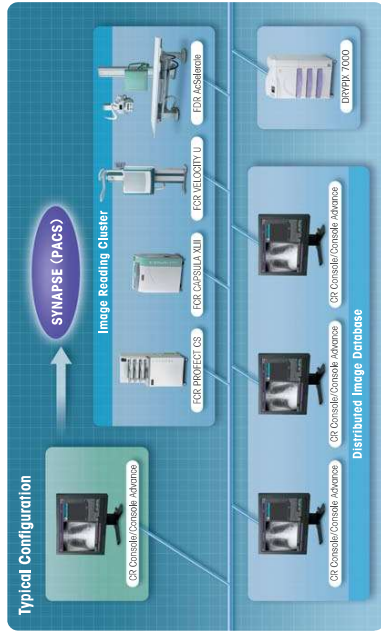 Typical Configuration
CR Console/Console Advance
SYNAPSE (PACS)
Image Reading Cluster
FCR PROFECT CS
FCR CAPSULA XLII
FCR VELOCITY U
FDR AcSelerate
CR Console/Console Advance
CR Console/Console Advance
CR Console/Console Advance
Distributed Image Database
DRYPIX 7000